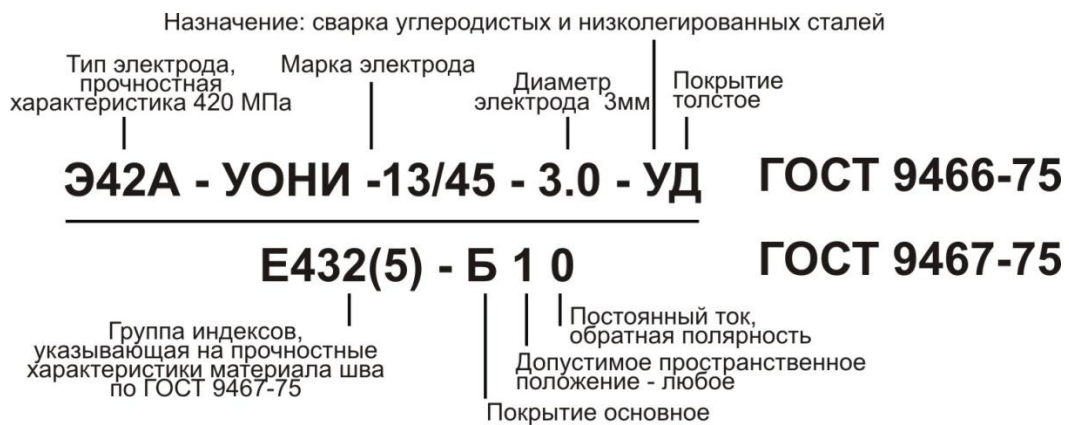 Назначение: сварка углеродистых и низколегированных сталей
Тип электрода,
прочностная
характеристика 420 МПа
Марка электрода
Диаметр
электрода 3мм
Покрытие
толстое
Э42А - УОНИ -13/45 - 3.0 - УД
ГОСТ 9466-75
Е432(5) - Б 1 0
ГОСТ 9467-75
Группа индексов,
указывающая на прочностные
характеристики материала шва
по ГОСТ 9467-75
Постоянный ток,
обратная полярность
Допустимое пространственное
положение - любое
Покрытие основное